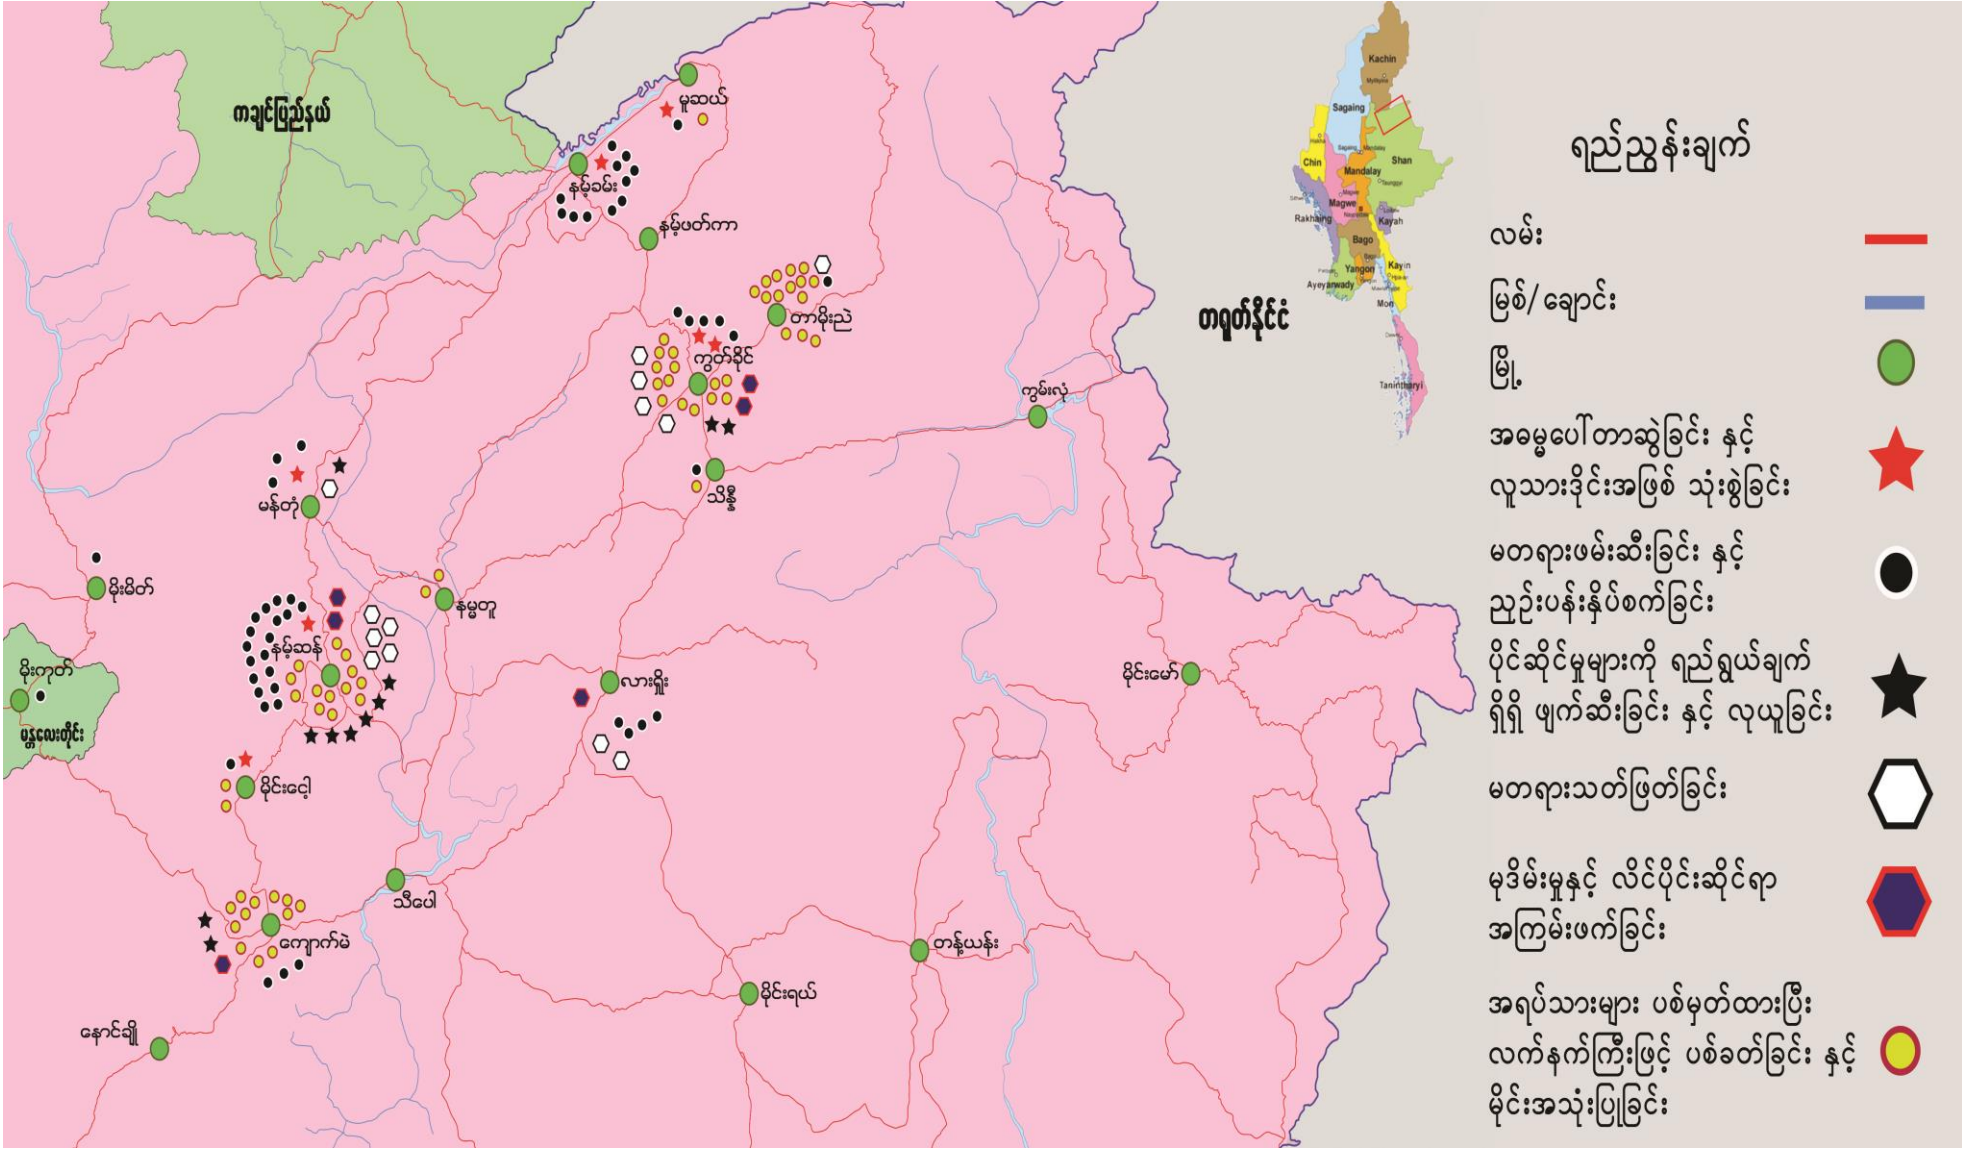 ကချင်ပြည်နယ်
မူဆယ်
နမ့်ခမ်း
နမ့်ဖတ်ကာ
တာမိုးညဲ
ကွတ်ခိုင်
ကွမ်းလုံ
သိန္နီ
မန်တုံ
မိုးမိတ်
နမ္မတူ
နမ့်ဆန်
မိုးကုတ်
မန္တလေးတိုင်း
လားရှိုး
မိုင်းမော်
မိုင်းငေါ့
သီပေါ
ကျောက်မဲ
တန့်ယန်း
မိုင်းရယ်
နောင်ချို
တရုတ်နိုင်ငံ
Kachin
Sagaing
Chin
Mandalay
Shan
Magwe
Rakhaing
Kayah
Bago
Yangon
Kayin
Ayeyarwady
Mon
Tanintharyi
ရည်ညွှန်းချက်
လမ်း
မြစ်/ချောင်း
မြို့
အဓမ္မပေါ်တာဆွဲခြင်း နှင့်
လူသားဒိုင်းအဖြစ် သုံးစွဲခြင်း
မတရားဖမ်းဆီးခြင်း နှင့်
ညှဉ်းပန်းနှိပ်စက်ခြင်း
ပိုင်ဆိုင်မှုများကို ရည်ရွယ်ချက်
ရှိရှိ ဖျက်ဆီးခြင်း နှင့် လုယူခြင်း
မတရားသတ်ဖြတ်ခြင်း
မုဒိမ်းမှုနှင့် လိင်ပိုင်းဆိုင်ရာ
အကြမ်းဖက်ခြင်း
အရပ်သားများ ပစ်မှတ်ထားပြီး
လက်နက်ကြီးဖြင့် ပစ်ခတ်ခြင်း နှင့်
မိုင်းအသုံးပြုခြင်း